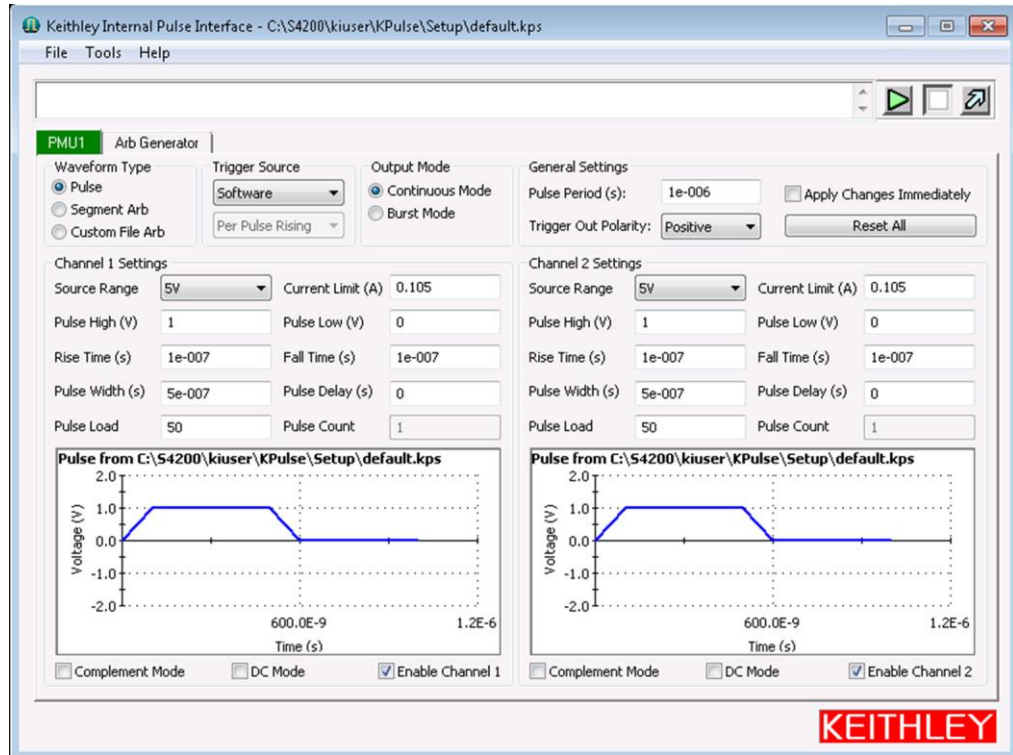 Keithley Internal Pulse Interface - C:\S4200\kiuser\KPulse\Setup\default.kps
File Tools Help
PMU1 Arb Generator
Waveform Type
Pulse
Segment Arb
Custom File Arb
Trigger Source
Software
Per Pulse Rising
Output Mode
Continuous Mode
Burst Mode
General Settings
Pulse Period (s): 1e-006 Apply Changes Immediately
Trigger Out Polarity: Positive Reset All
Channel 1 Settings
Source Range 5V Current Limit (A) 0.105
Pulse High (V) 1 Pulse Low (V) 0
Rise Time (s) 1e-007 Fall Time (s) 1e-007
Pulse Width (s) 5e-007 Pulse Delay (s) 0
Pulse Load 50 Pulse Count 1
Pulse from C:\S4200\kiuser\KPulse\Setup\default.kps
2.0
1.0
0.0
-1.0
-2.0
Voltage (V)
600.0E-9 1.2E-6
Time (s)
Complement Mode DC Mode Enable Channel 1
Channel 2 Settings
Source Range 5V Current Limit (A) 0.105
Pulse High (V) 1 Pulse Low (V) 0
Rise Time (s) 1e-007 Fall Time (s) 1e-007
Pulse Width (s) 5e-007 Pulse Delay (s) 0
Pulse Load 50 Pulse Count 1
Pulse from C:\S4200\kiuser\KPulse\Setup\default.kps
2.0
1.0
0.0
-1.0
-2.0
Voltage (V)
600.0E-9 1.2E-6
Time (s)
Complement Mode DC Mode Enable Channel 2
KEITHLEY